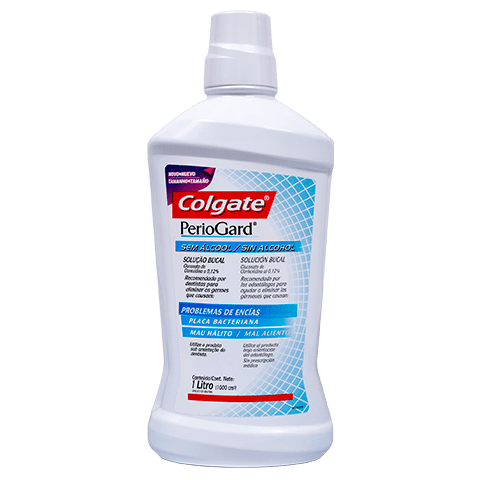 NOVO•NUEVO
TAMANHO•TAMAÑO
Colgate®
PerioGard®
SEM ÁLCOOL / SIN ALCOHOL
SOLUÇÃO BUCAL
Gluconato de
Clorexidina a 0,12%
Recomendado por
dentistas para
eliminar os germes
que causam:
SOLUCIÓN BUCAL
Gluconato de
Clorhexidina al 0,12%
Recomendado por
los odontólogos para
ayudar a eliminar los
gérmenes que causan:
PROBLEMAS DE ENCÍAS
PLACA BACTERIANA
MAU HÁLITO / MAL ALIENTO
Utilize o produto
sob orientação do
dentista.
Utilice el producto
bajo orientación
del odontólogo.
Sin prescripción
médica
Conteúdo/Cont. Neto:
1 Litro (1000 cm³)